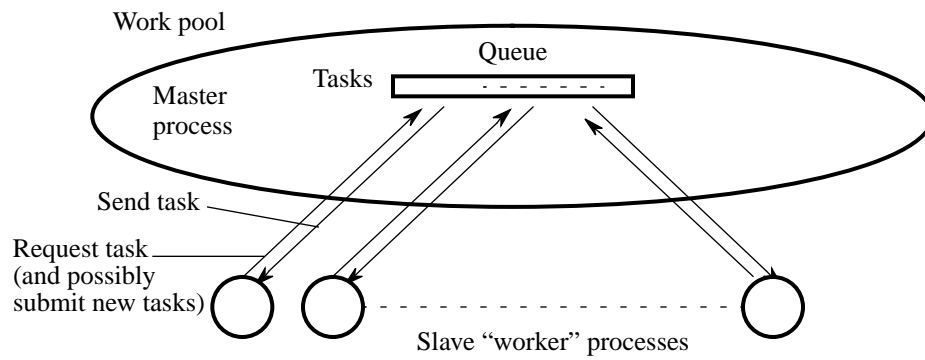 Work pool
Queue
Tasks
Master
process
Send task
Request task
(and possibly
submit new tasks)
Slave “worker” processes